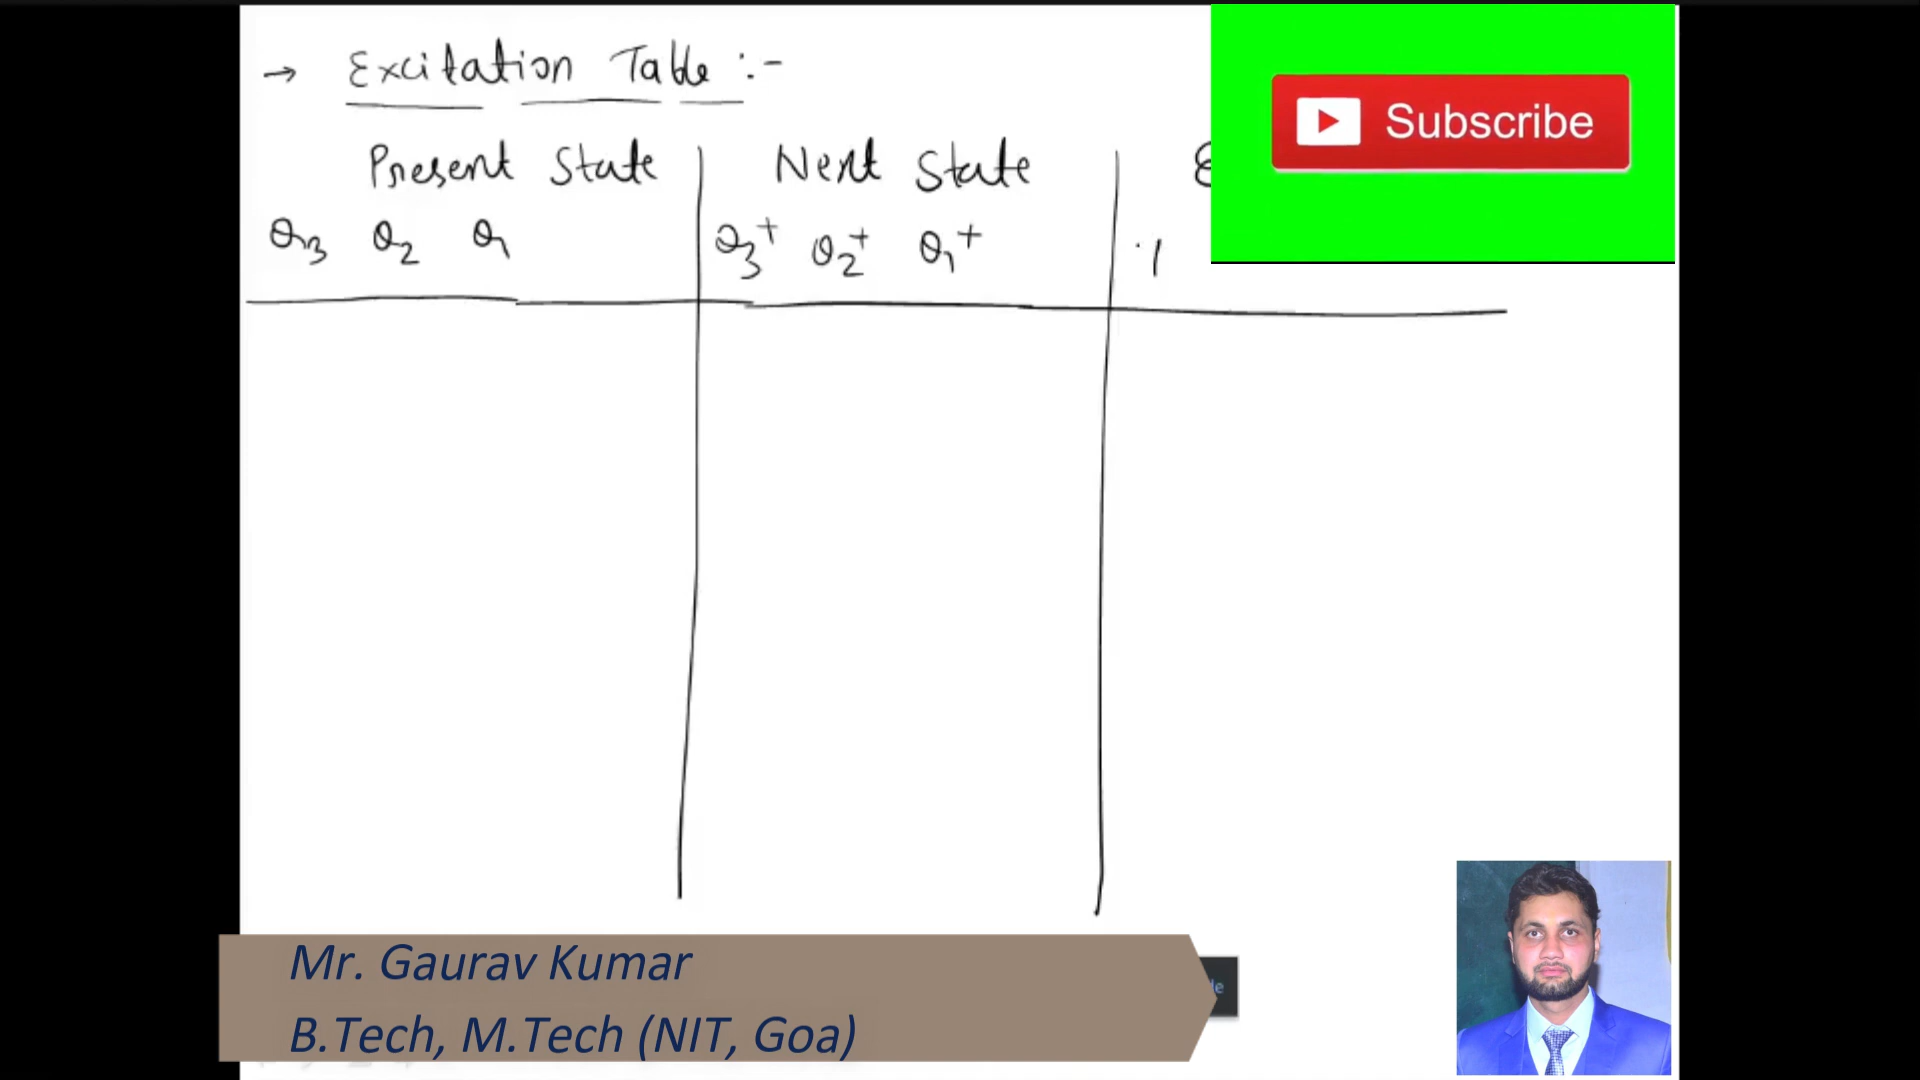 → Excitation Table :-
Subscribe
Present State Next State
Q3 Q2 Q1 Q3+ Q2+ Q1+
Mr. Gaurav Kumar
B.Tech, M.Tech (NIT, Goa)